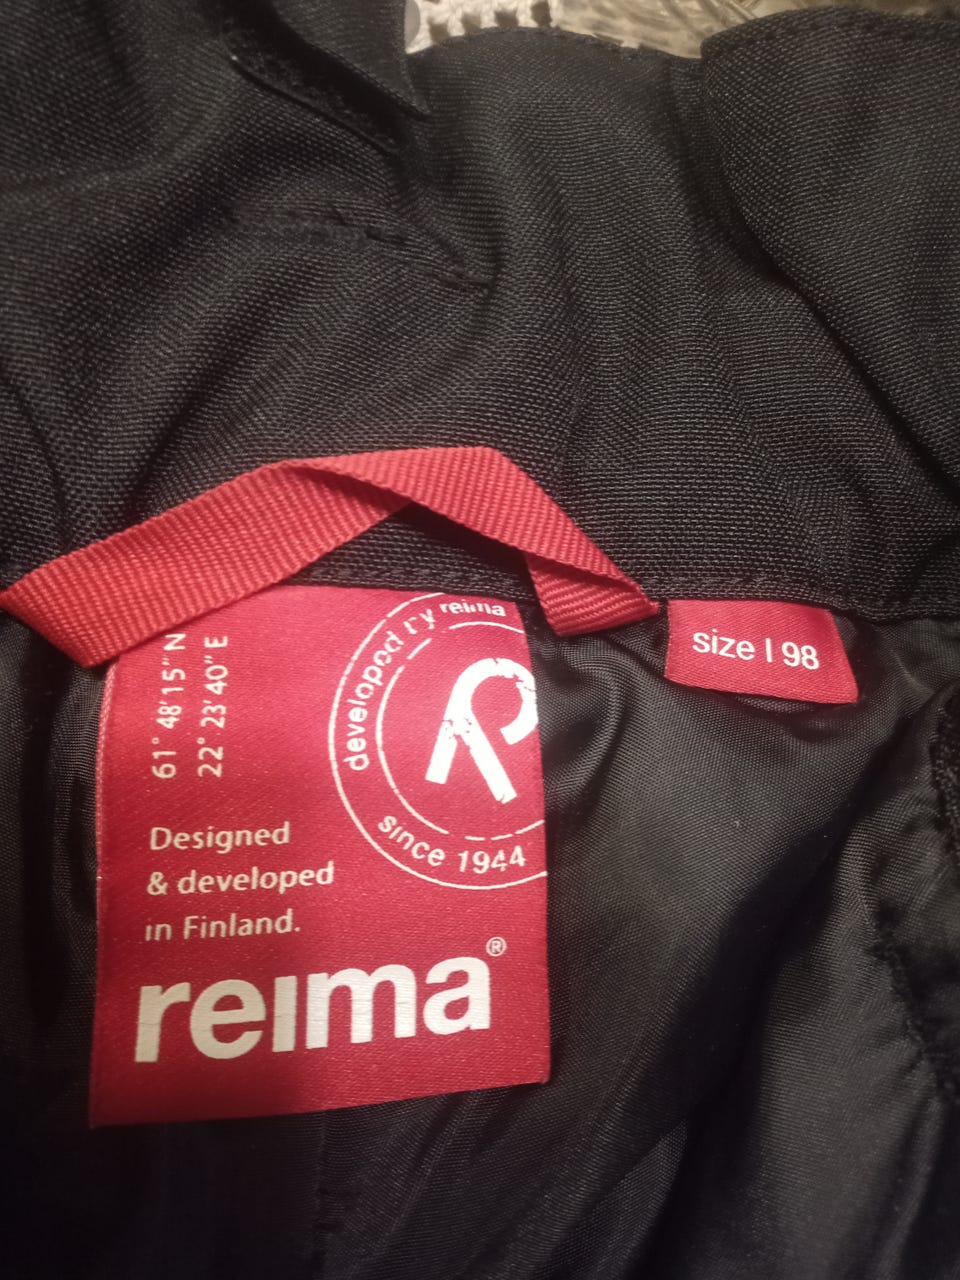 61° 48'15" N
22° 23'40" E
developed by reima
R
since 1944
size | 98
Designed
& developed
in Finland.
reima®